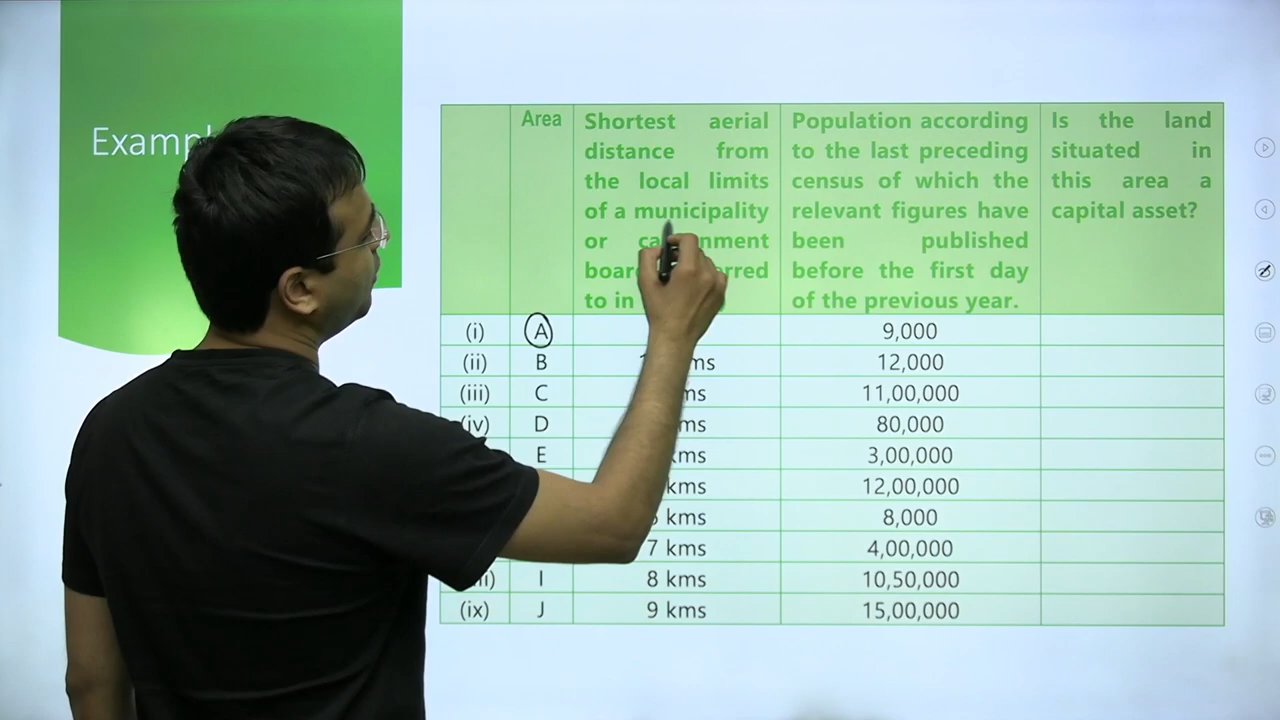 Area
Shortest aerial
distance from
the local limits
of a municipality
or
board
to in
Population according
to the last preceding
census of which the
relevant figures have
been published
before the first day
of the previous year.
Is the land
situated in
this area a
capital asset?
(i) A 9,000
(ii) B 12,000
(iii) C 11,00,000
(iv) D 80,000
E kms 3,00,000
kms 12,00,000
kms 8,000
7 kms 4,00,000
I 8 kms 10,50,000
(ix) J 9 kms 15,00,000